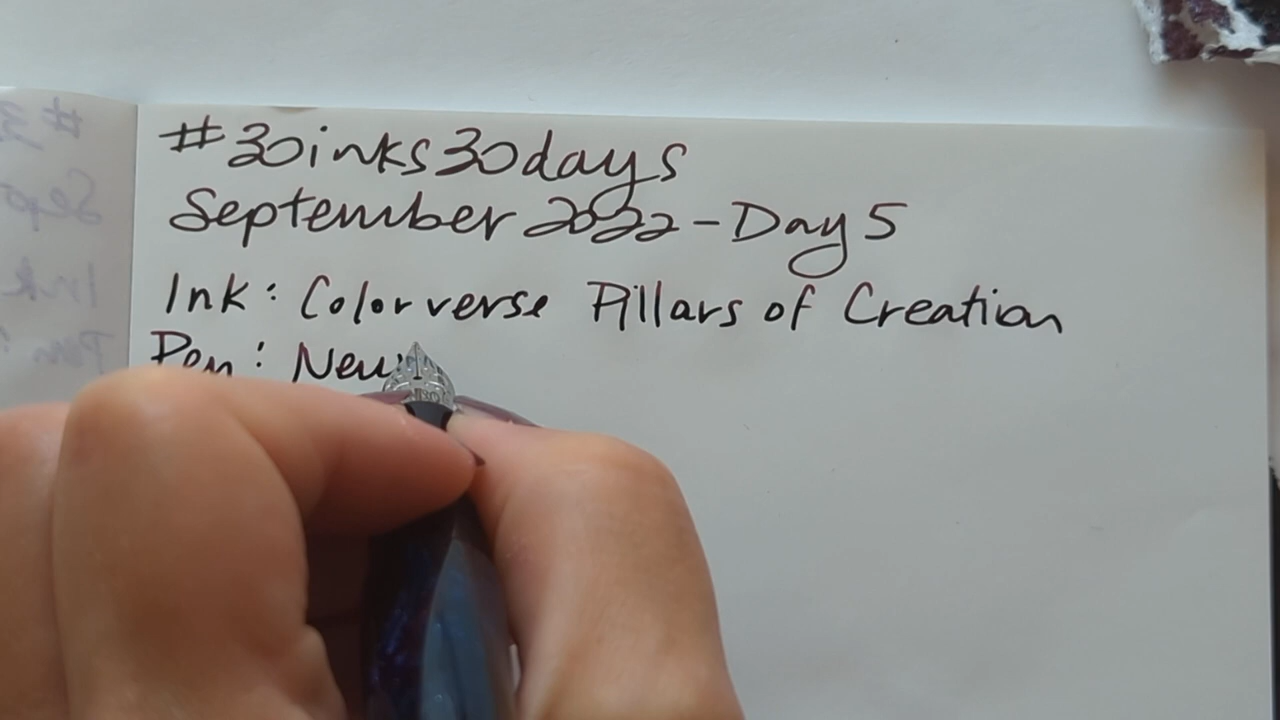 #30inks30days
September 2022 - Day 5
Ink: Colorverse Pillars of Creation
Pen: New